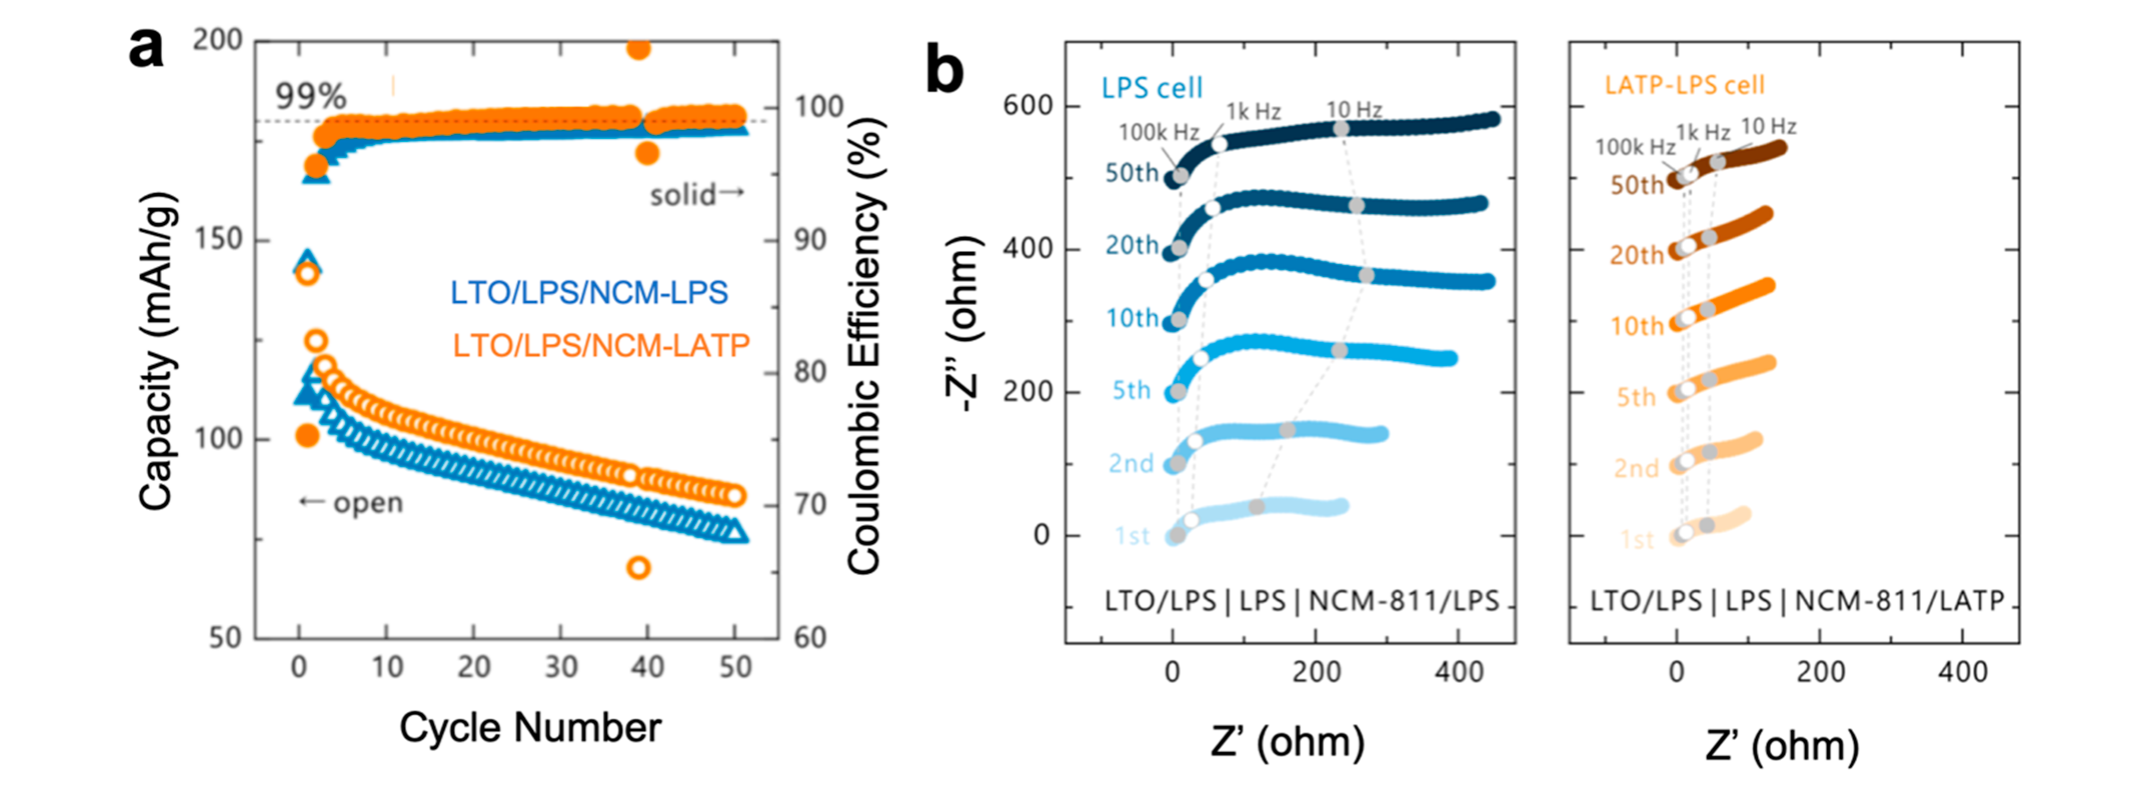 a
200
150
100
50
Capacity (mAh/g)
99%
solid→
LTO/LPS/NCM-LPS
LTO/LPS/NCM-LATP
← open
100
90
80
70
60
Coulombic Efficiency (%)
0 10 20 30 40 50
Cycle Number
b
600
400
200
0
-Z’’ (ohm)
LPS cell
100k Hz 1k Hz 10 Hz
50th
20th
10th
5th
2nd
1st
LTO/LPS | LPS | NCM-811/LPS
0 200 400
Z’ (ohm)
LATP-LPS cell
100k Hz 1k Hz 10 Hz
50th
20th
10th
5th
2nd
1st
LTO/LPS | LPS | NCM-811/LATP
0 200 400
Z’ (ohm)